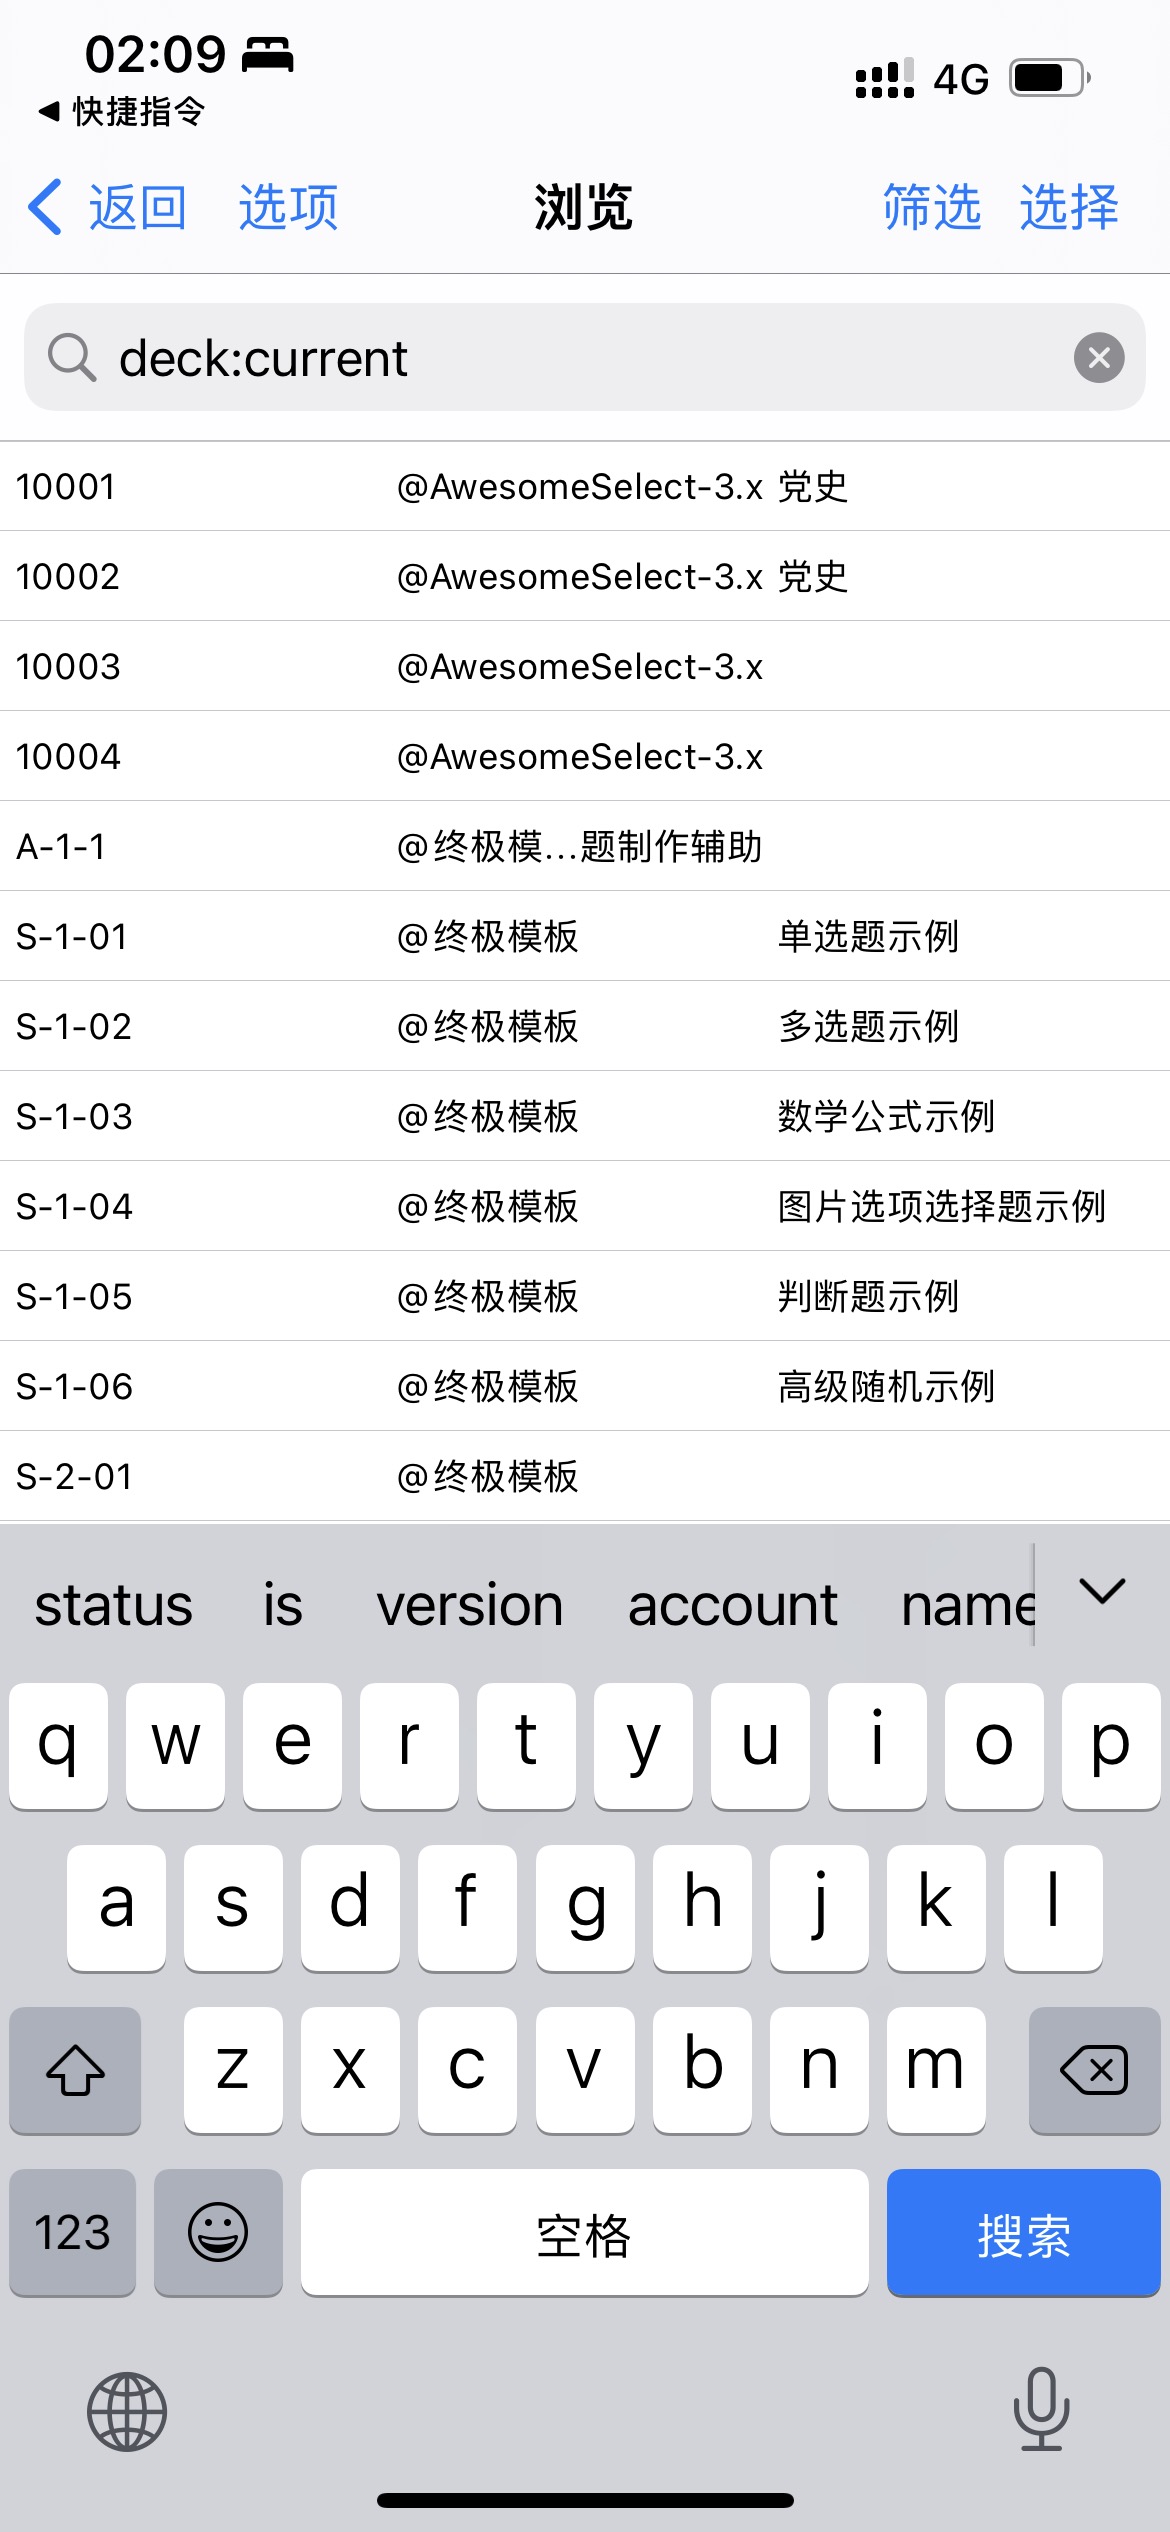 02:09
4G
快捷指令
返回 选项 浏览 筛选 选择
deck:current
10001 @AwesomeSelect-3.x 党史
10002 @AwesomeSelect-3.x 党史
10003 @AwesomeSelect-3.x
10004 @AwesomeSelect-3.x
A-1-1 @终极模…题制作辅助
S-1-01 @终极模板 单选题示例
S-1-02 @终极模板 多选题示例
S-1-03 @终极模板 数学公式示例
S-1-04 @终极模板 图片选项选择题示例
S-1-05 @终极模板 判断题示例
S-1-06 @终极模板 高级随机示例
S-2-01 @终极模板
status is version account name
q w e r t y u i o p
a s d f g h j k l
z x c v b n m
123 空格 搜索